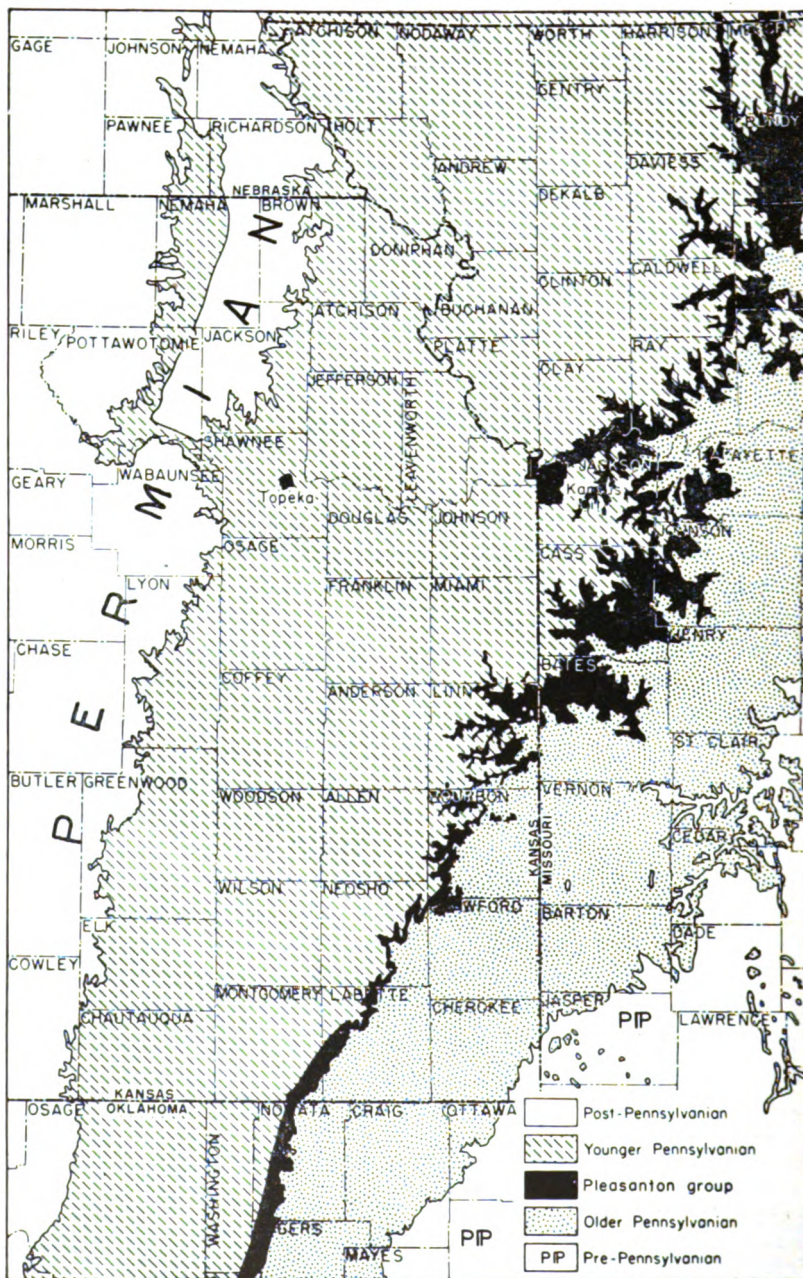 ATCHISON NODAWAY WORTH HARRISON
GAGE JOHNSON NEMAHA
GENTRY
PAWNEE RICHARDSON HOLT
ANDREW DAVIESS
NEBRASKA
MARSHALL NEMAHA BROWN DEKALB
DONIPHAN
CALDWELL
CLINTON
ATCHISON BUCHANAN
RILEY POTTAWOTOMIE JACKSON PLATTE RAY
JEFFERSON
LEAVENWORTH
SHAWNEE
LAFAYETTE
JACKSON
GEARY WABAUNSEE
Topeka
DOUGLAS JOHNSON
MORRIS OSAGE CASS
LYON FRANKLIN MIAMI
HENRY
CHASE
BATES
COFFEY ANDERSON LINN
ST CLAIR
BUTLER GREENWOOD
WOODSON ALLEN BOURBON VERNON
KANSAS
MISSOURI
CEDAR
WILSON NEOSHO
BARTON
ELK
DADE
COWLEY
MONTGOMERY LABETTE CHEROKEE JASPER
CHAUTAUQUA
PIP LAWRENCE
KANSAS
OKLAHOMA
OSAGE CRAIG OTTAWA
WASHINGTON
MAYES
PIP
PERMIAN
Post-Pennsylvanian
Younger Pennsylvanian
Pleasanton group
Older Pennsylvanian
PIP Pre-Pennsylvanian